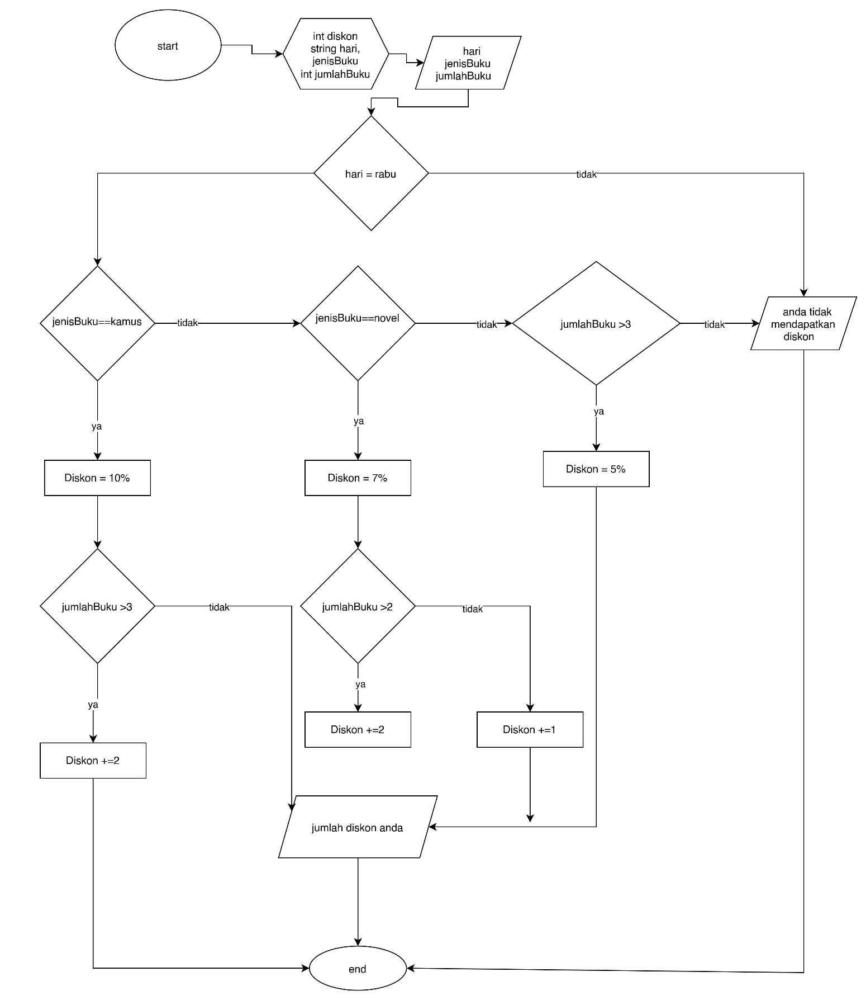 start
int diskon
string hari,
jenisBuku
int jumlahBuku
hari
jenisBuku
jumlahBuku
hari = rabu
tidak
jenisBuku==kamus
tidak
jenisBuku==novel
tidak
jumlahBuku >3
tidak
anda tidak
mendapatkan
diskon
ya
ya
ya
Diskon = 10%
Diskon = 7%
Diskon = 5%
jumlahBuku >3
tidak
jumlahBuku >2
tidak
ya
ya
Diskon +=2
Diskon +=2
Diskon +=1
jumlah diskon anda
end